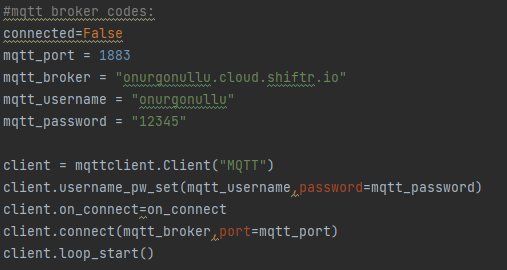 #mqtt broker codes:
connected=False
mqtt_port = 1883
mqtt_broker = "onurgonullu.cloud.shiftr.io"
mqtt_username = "onurgonullu"
mqtt_password = "12345"
client = mqttclient.Client("MQTT")
client.username_pw_set(mqtt_username,password=mqtt_password)
client.on_connect=on_connect
client.connect(mqtt_broker,port=mqtt_port)
client.loop_start()